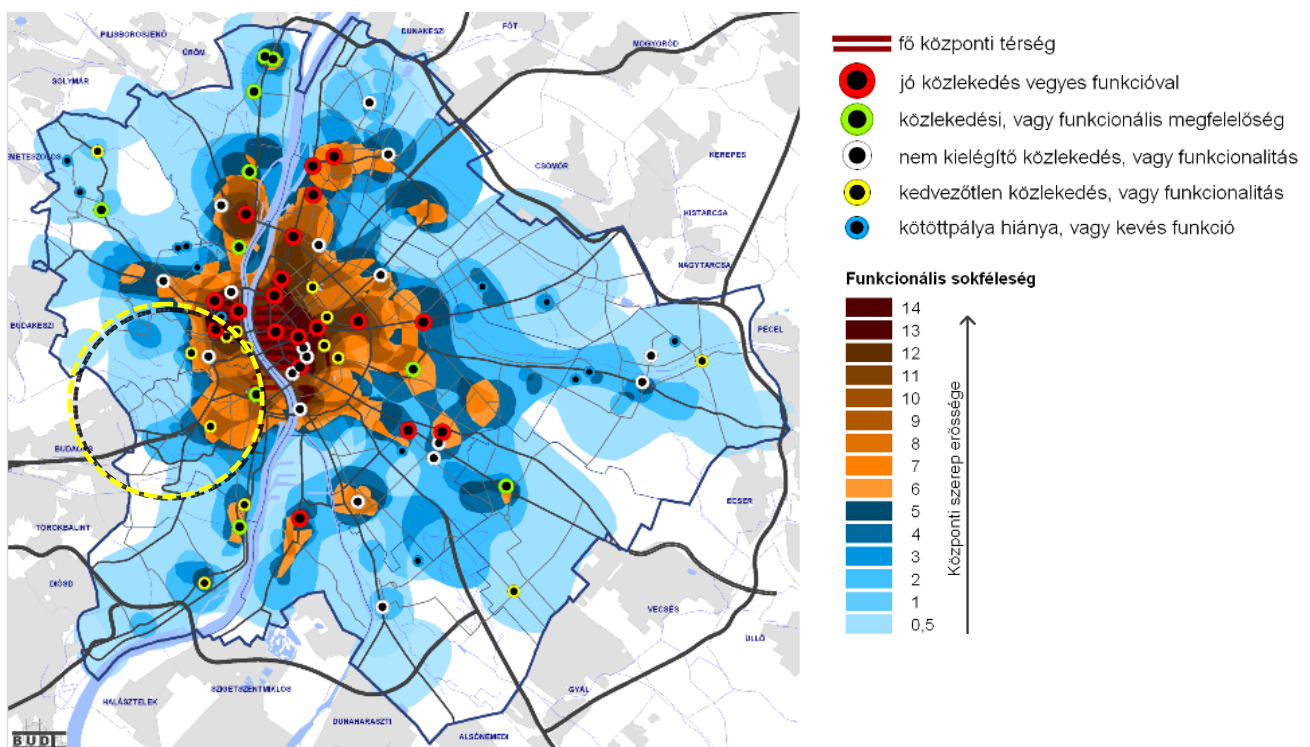 PILISBOROSJENŐ
ÜRÖM
SOLYMÁR
DUNAKESZI
FÓT
MOGYORÓD
CSÖMÖR
KEREPES
KISTARCSA
NAGYTARCSA
PÉCEL
BUDAKESZI
BUDAÖRS
TÖRÖKBÁLINT
DIÓSD
ECSER
VECSÉS
ÜLLŐ
GYÁL
HALÁSZTELEK
SZIGETSZENTMIKLÓS
DUNAHARASZTI
ALSÓNÉMEDI
fő központi térség
jó közlekedés vegyes funkcióval
közlekedési, vagy funkcionális megfelelőség
nem kielégítő közlekedés, vagy funkcionalitás
kedvezőtlen közlekedés, vagy funkcionalitás
kötöttpálya hiánya, vagy kevés funkció
Funkcionális sokféleség
14
13
12
11
10
9
8
7
6
5
4
3
2
1
0,5
Központi szerep erőssége